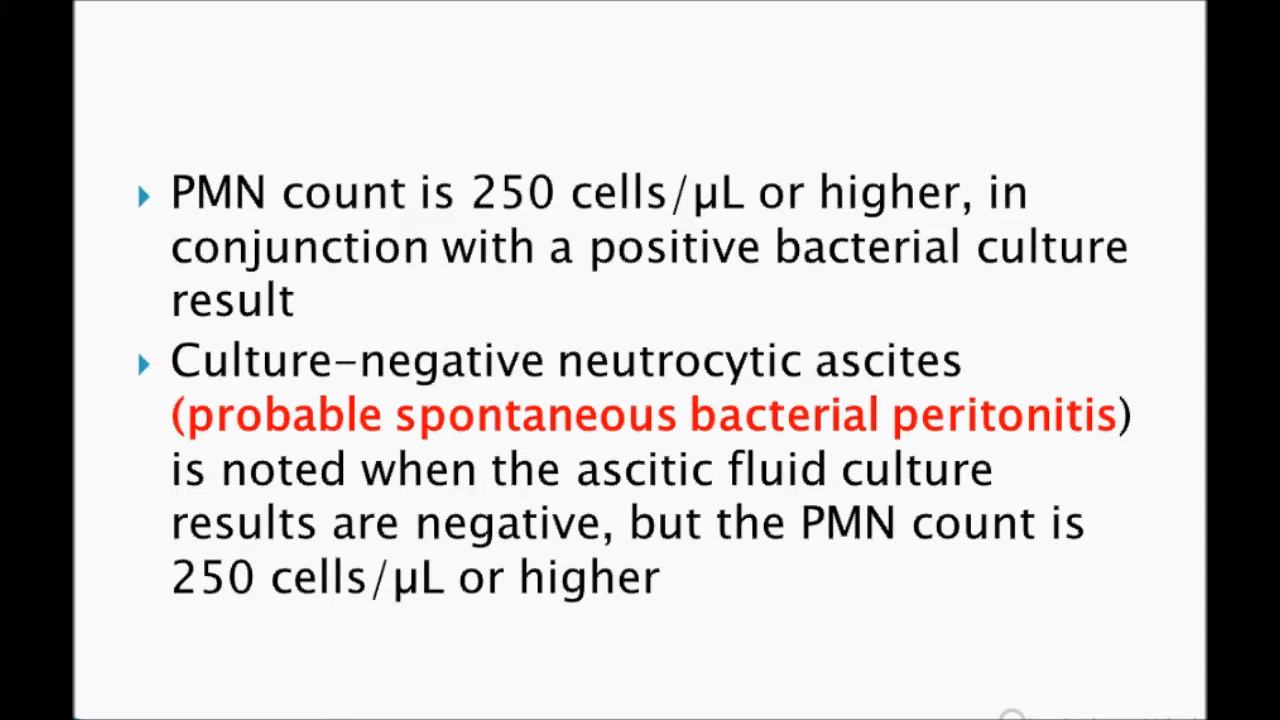 PMN count is 250 cells/µL or higher, in
conjunction with a positive bacterial culture
result
Culture-negative neutrocytic ascites
(probable spontaneous bacterial peritonitis)
is noted when the ascitic fluid culture
results are negative, but the PMN count is
250 cells/µL or higher